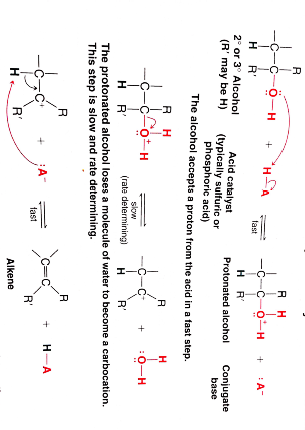 2° or 3° Alcohol
(R′ may be H)
Acid catalyst
(typically sulfuric or
phosphoric acid)
fast
Protonated alcohol
Conjugate
base
The alcohol accepts a proton from the acid in a fast step.
slow
(rate determining)
The protonated alcohol loses a molecule of water to become a carbocation.
This step is slow and rate determining.
fast
Alkene